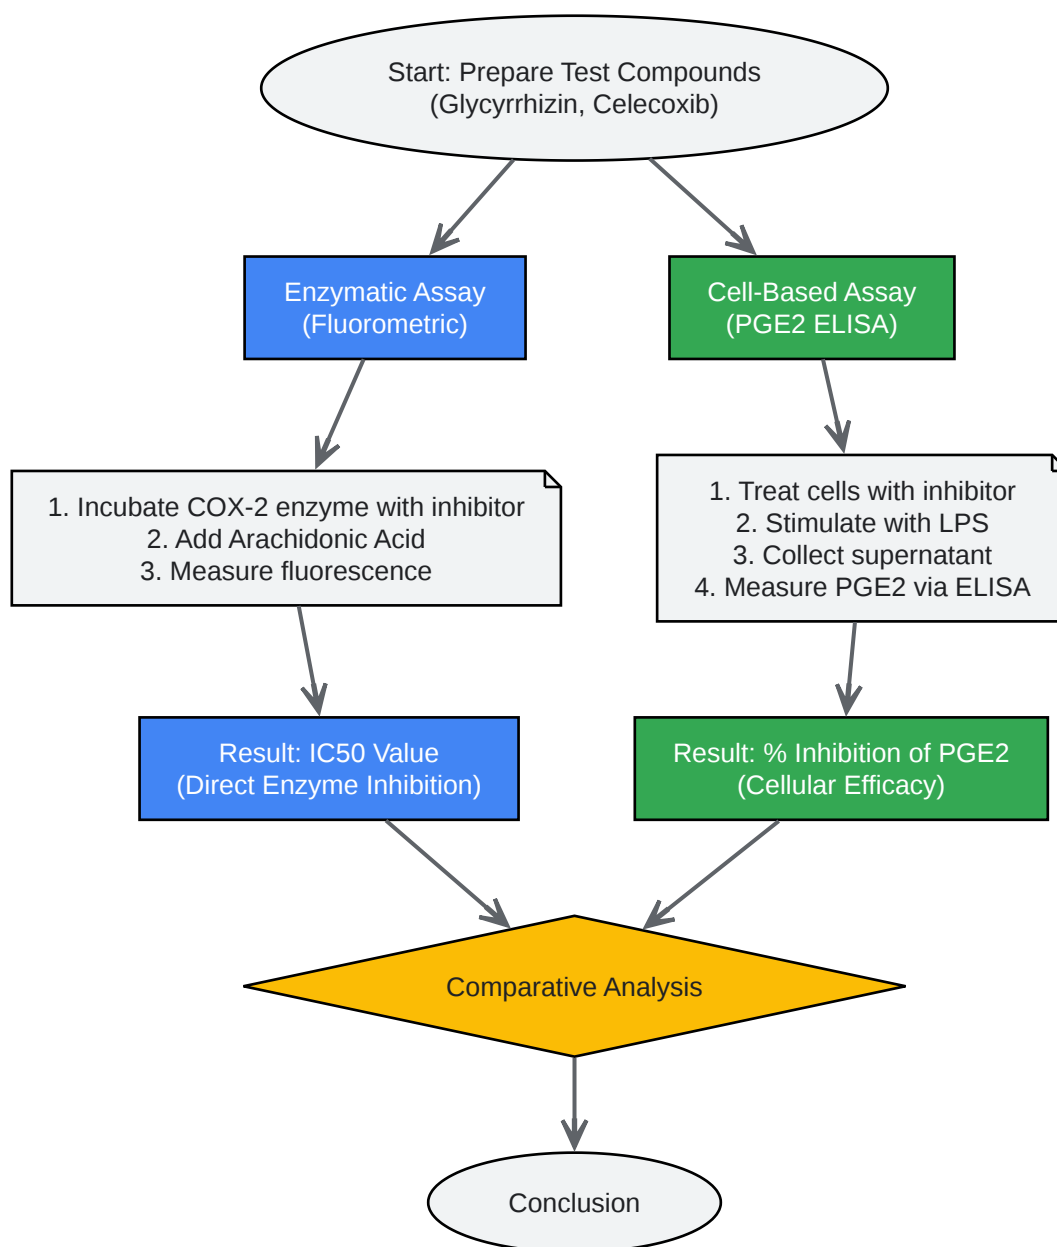 Start: Prepare Test Compounds
(Glycyrrhizin, Celecoxib)
Enzymatic Assay
(Fluorometric)
Cell-Based Assay
(PGE2 ELISA)
1. Incubate COX-2 enzyme with inhibitor
2. Add Arachidonic Acid
3. Measure fluorescence
1. Treat cells with inhibitor
2. Stimulate with LPS
3. Collect supernatant
4. Measure PGE2 via ELISA
Result: IC50 Value
(Direct Enzyme Inhibition)
Result: % Inhibition of PGE2
(Cellular Efficacy)
Comparative Analysis
Conclusion